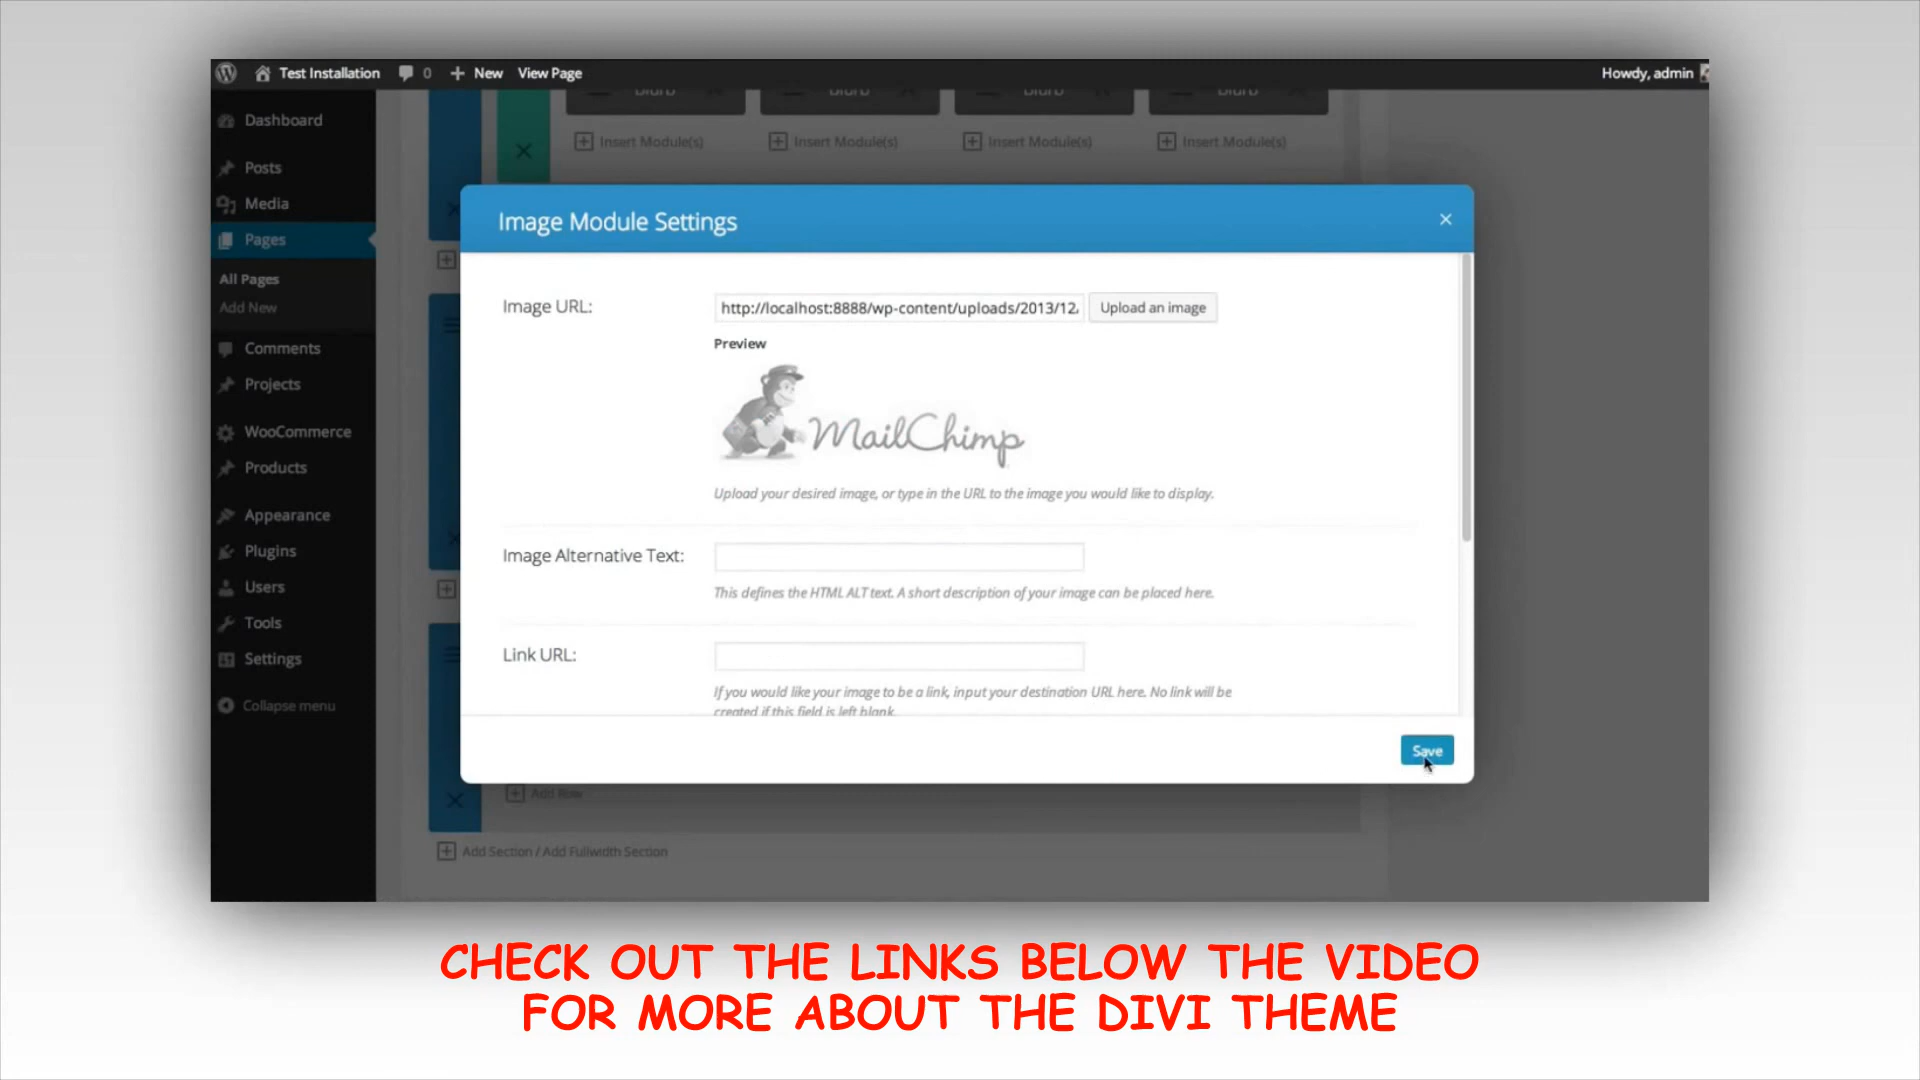 Test Installation 0 New View Page Howdy, admin
Dashboard
Posts
Media
Pages
All Pages
Add New
Comments
Projects
WooCommerce
Products
Appearance
Plugins
Users
Tools
Settings
Collapse menu
Insert Module(s) Insert Module(s) Insert Module(s) Insert Module(s)
Image Module Settings
Image URL: http://localhost:8888/wp-content/uploads/2013/12. Upload an image
Preview
MailChimp
Upload your desired image, or type in the URL to the image you would like to display.
Image Alternative Text:
This defines the HTML ALT text. A short description of your image can be placed here.
Link URL:
If you would like your image to be a link, input your destination URL here. No link will be
created if this field is left blank.
Save
Add Row
Add Section / Add Fullwidth Section
CHECK OUT THE LINKS BELOW THE VIDEO
FOR MORE ABOUT THE DIVI THEME